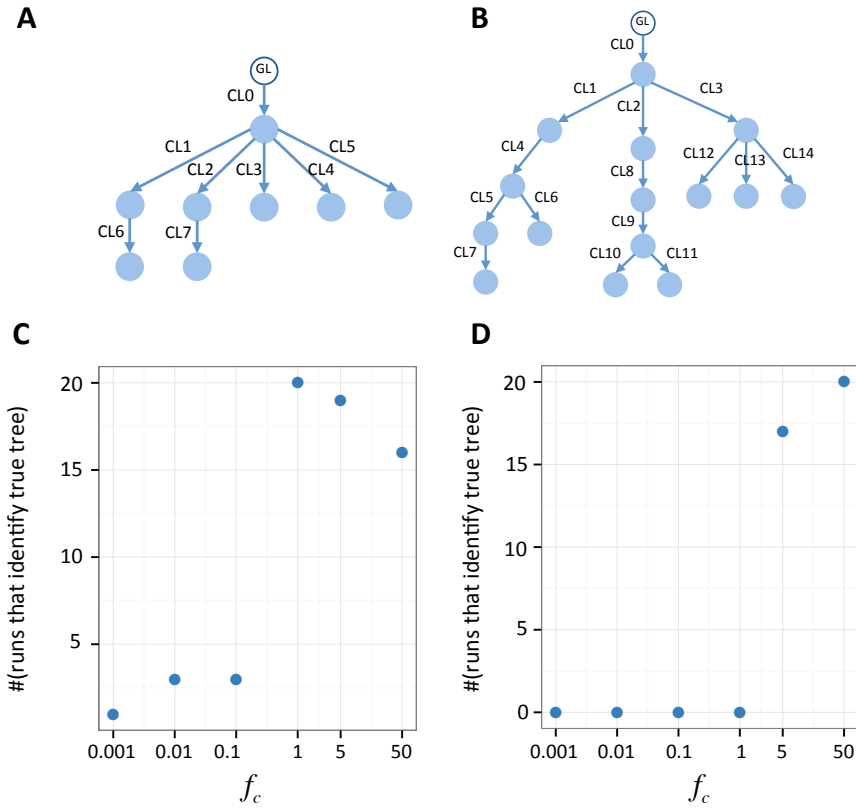 A
GL
CL0
CL1
CL2
CL3
CL4
CL5
CL6
CL7
B
GL
CL0
CL1
CL2
CL3
CL4
CL8
CL12
CL13
CL14
CL5
CL6
CL9
CL7
CL10
CL11
C
#(runs that identify true tree)
20
15
10
5
0.001 0.01 0.1 1 5 50
f_c
D
#(runs that identify true tree)
20
15
10
5
0
0.001 0.01 0.1 1 5 50
f_c